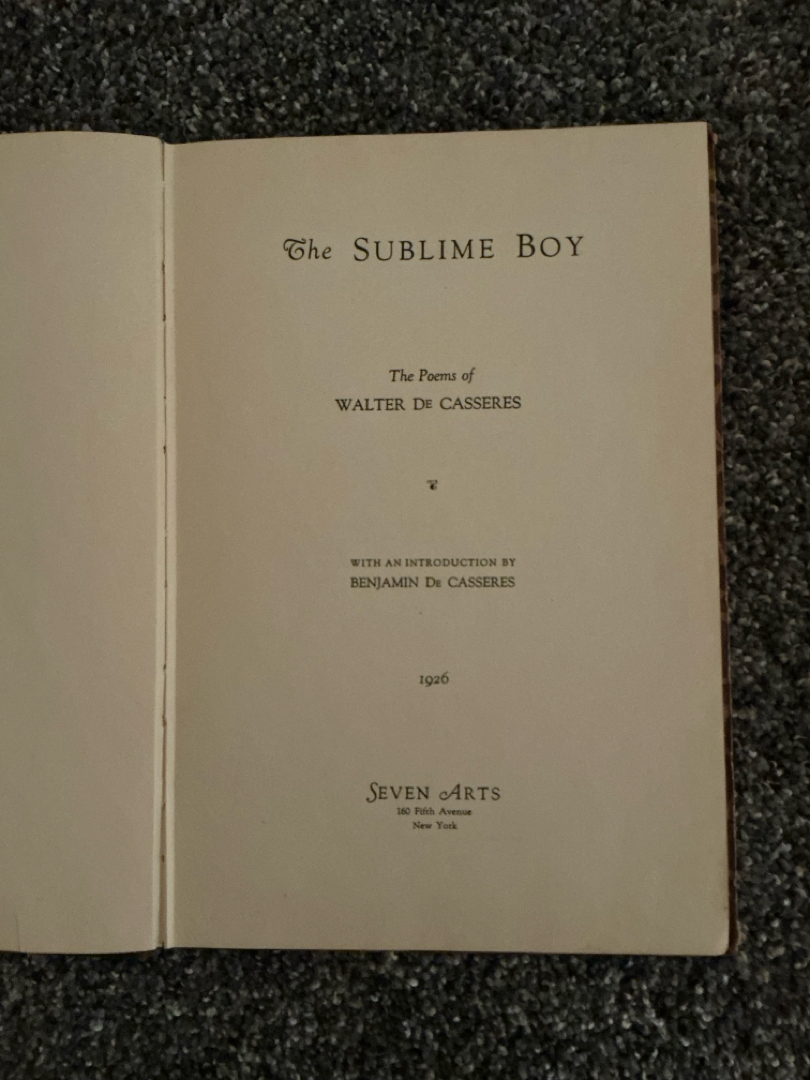 The SUBLIME BOY
The Poems of
WALTER DE CASSERES
WITH AN INTRODUCTION BY
BENJAMIN DE CASSERES
1926
SEVEN ARTS
160 Fifth Avenue
New York